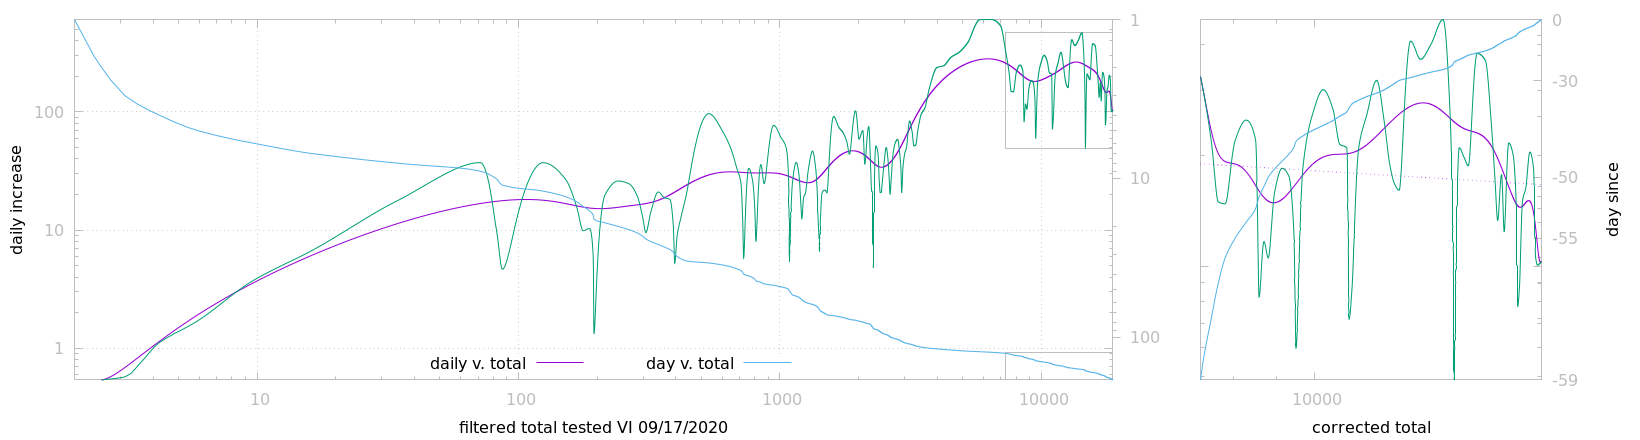 daily increase
100
10
1
10
100
1000
10000
1
10
100
daily v. total
day v. total
filtered total tested VI 09/17/2020
0
-30
-50
-55
-59
day since
10000
corrected total